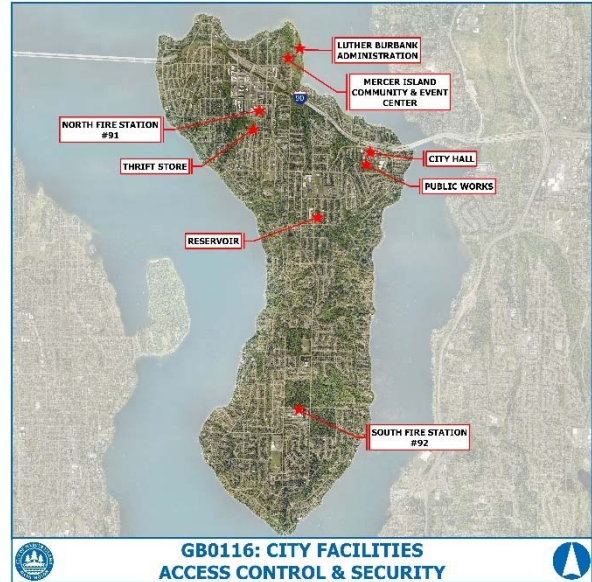 LUTHER BURBANK
ADMINISTRATION
MERCER ISLAND
COMMUNITY & EVENT
CENTER
90
NORTH FIRE STATION
#91
THRIFT STORE
CITY HALL
PUBLIC WORKS
RESERVOIR
SOUTH FIRE STATION
#92
GB0116: CITY FACILITIES
ACCESS CONTROL & SECURITY